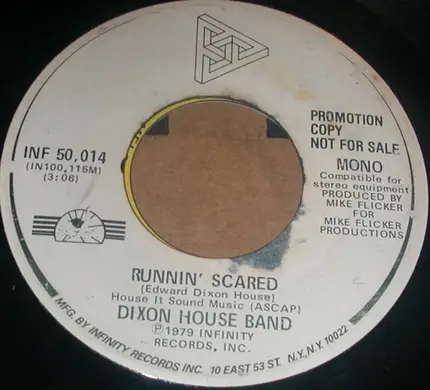 INF 50,014
(IN100,115M)
(3:06)
PROMOTION
COPY
NOT FOR SALE
MONO
Compatible for
stereo equipment
PRODUCED BY
MIKE FLICKER
FOR
MIKE FLICKER
PRODUCTIONS
RUNNIN' SCARED
(Edward Dixon House)
House It Sound Music (ASCAP)
DIXON HOUSE BAND
℗1979 INFINITY
RECORDS, INC.
MFG. BY INFINITY RECORDS INC. 10 EAST 53 ST. N.Y., N.Y. 10022